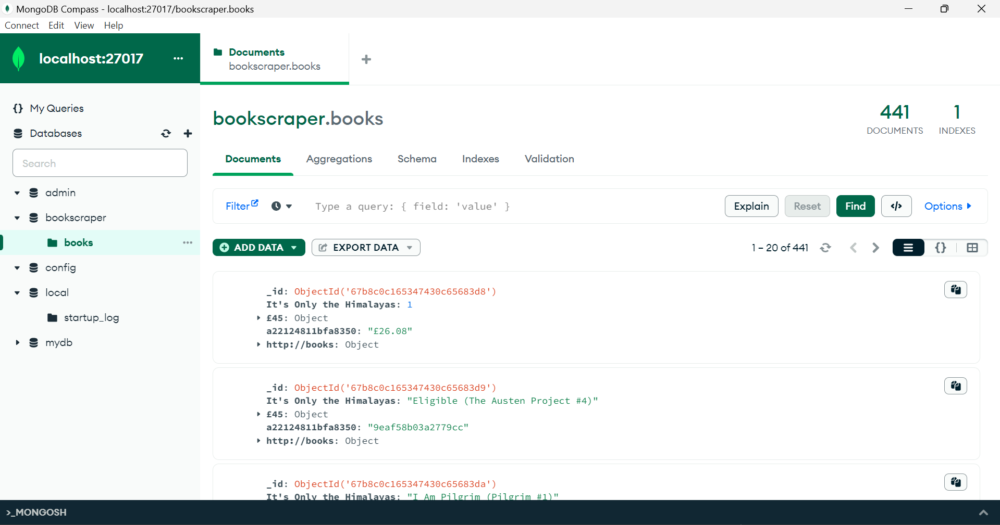 MongoDB Compass - localhost:27017/bookscraper.books
Connect Edit View Help
localhost:27017 ...
Documents
bookscraper.books
+
{} My Queries
Databases
Search
admin
bookscraper
books ...
config
local
startup_log
mydb
bookscraper.books
441
DOCUMENTS
1
INDEXES
Documents Aggregations Schema Indexes Validation
Filter Type a query: { field: 'value' } Explain Reset Find </> Options
ADD DATA EXPORT DATA 1 – 20 of 441 {}
_id: ObjectId('67b8c0c165347430c65683d8')
It's Only the Himalayas: 1
£45: Object
a22124811bfa8350: "£26.08"
http://books: Object
_id: ObjectId('67b8c0c165347430c65683d9')
It's Only the Himalayas: "Eligible (The Austen Project #4)"
£45: Object
a22124811bfa8350: "9eaf58b03a2779cc"
http://books: Object
_id: ObjectId('67b8c0c165347430c65683da')
It's Only the Himalayas: "I Am Pilgrim (Pilgrim #1)"
>_MONGOSH